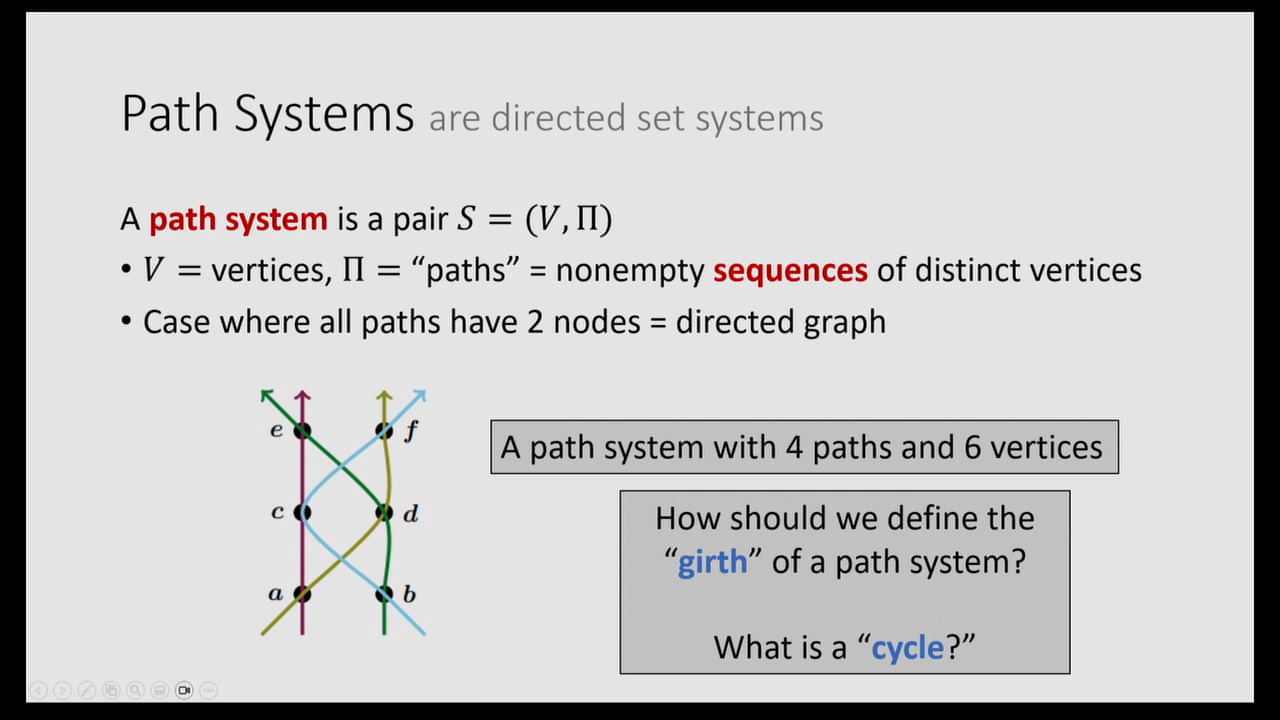 Path Systems are directed set systems
A path system is a pair S = (V, Π)
• V = vertices, Π = “paths” = nonempty sequences of distinct vertices
• Case where all paths have 2 nodes = directed graph
e
f
c
d
a
b
A path system with 4 paths and 6 vertices
How should we define the
“girth” of a path system?
What is a “cycle?”